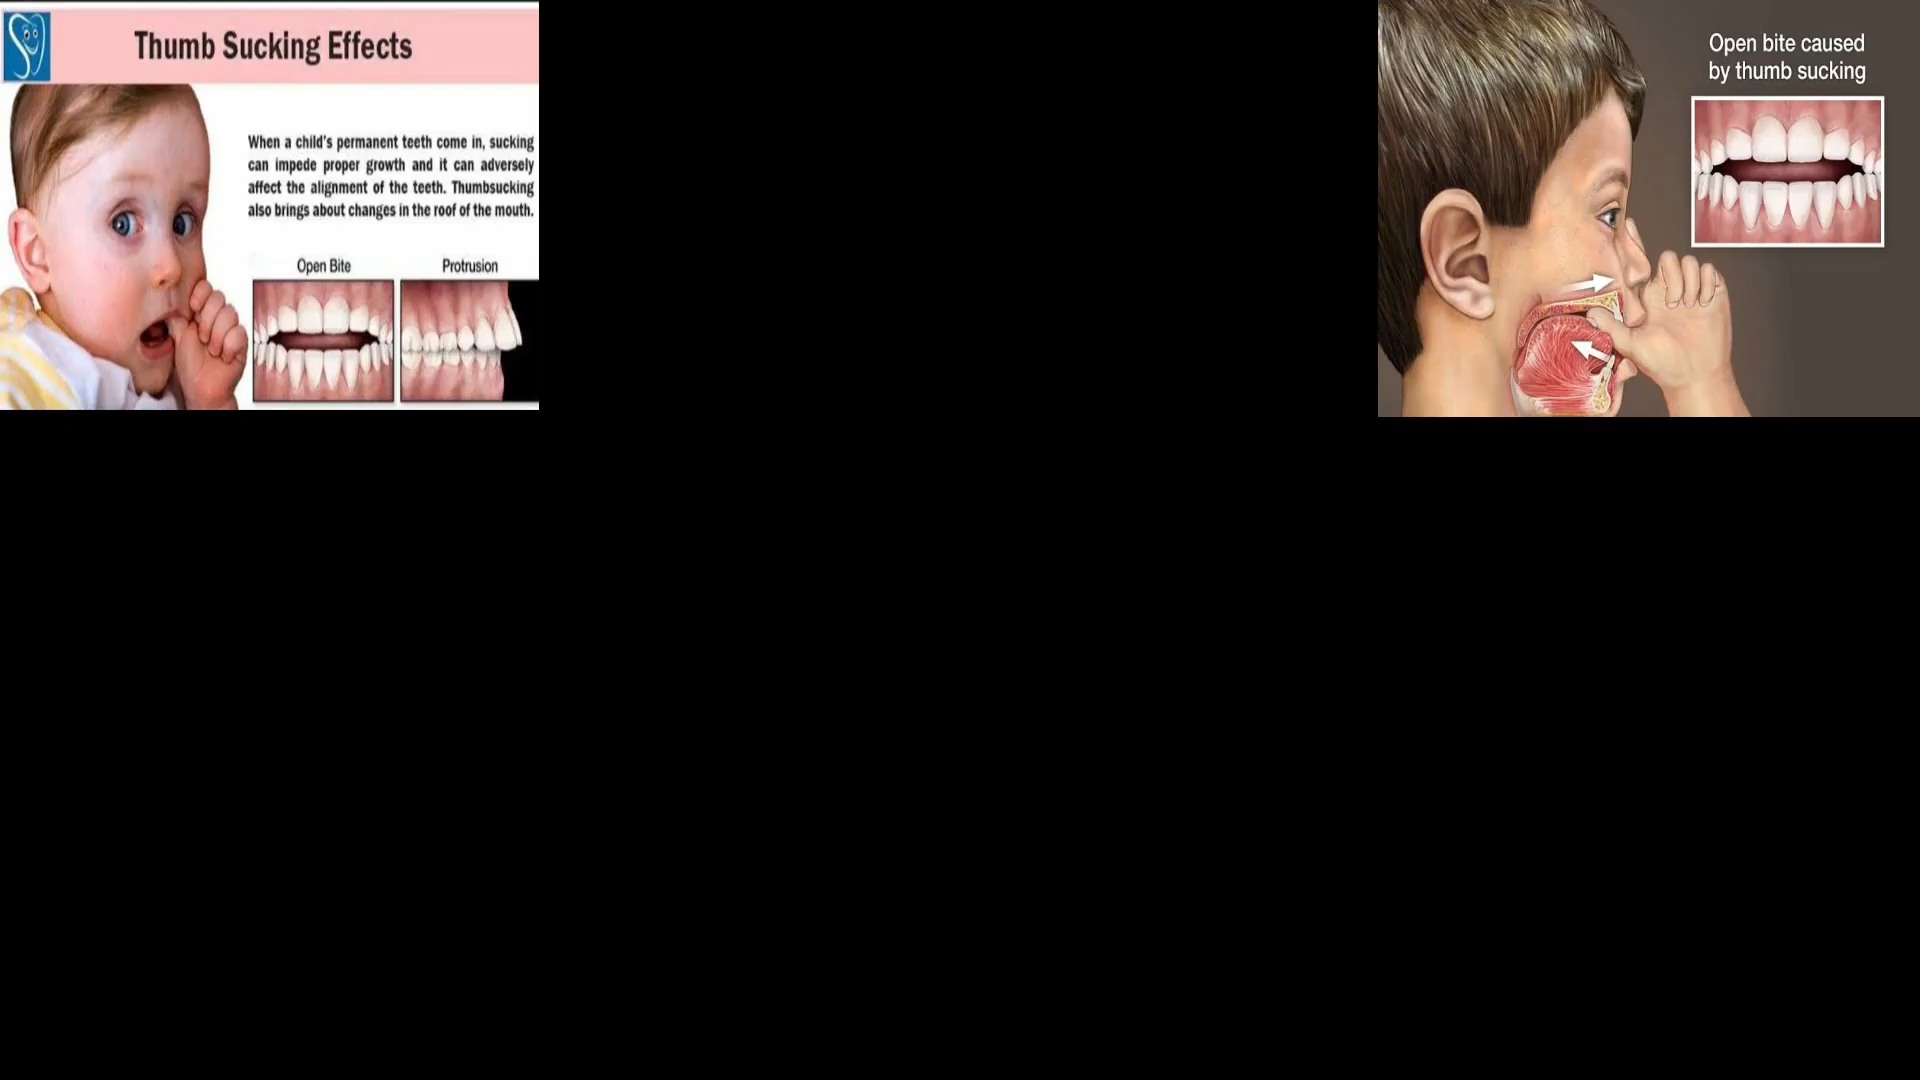 Thumb Sucking Effects
When a child's permanent teeth come in, sucking
can impede proper growth and it can adversely
affect the alignment of the teeth. Thumbsucking
also brings about changes in the roof of the mouth.
Open Bite
Protrusion
Open bite caused
by thumb sucking